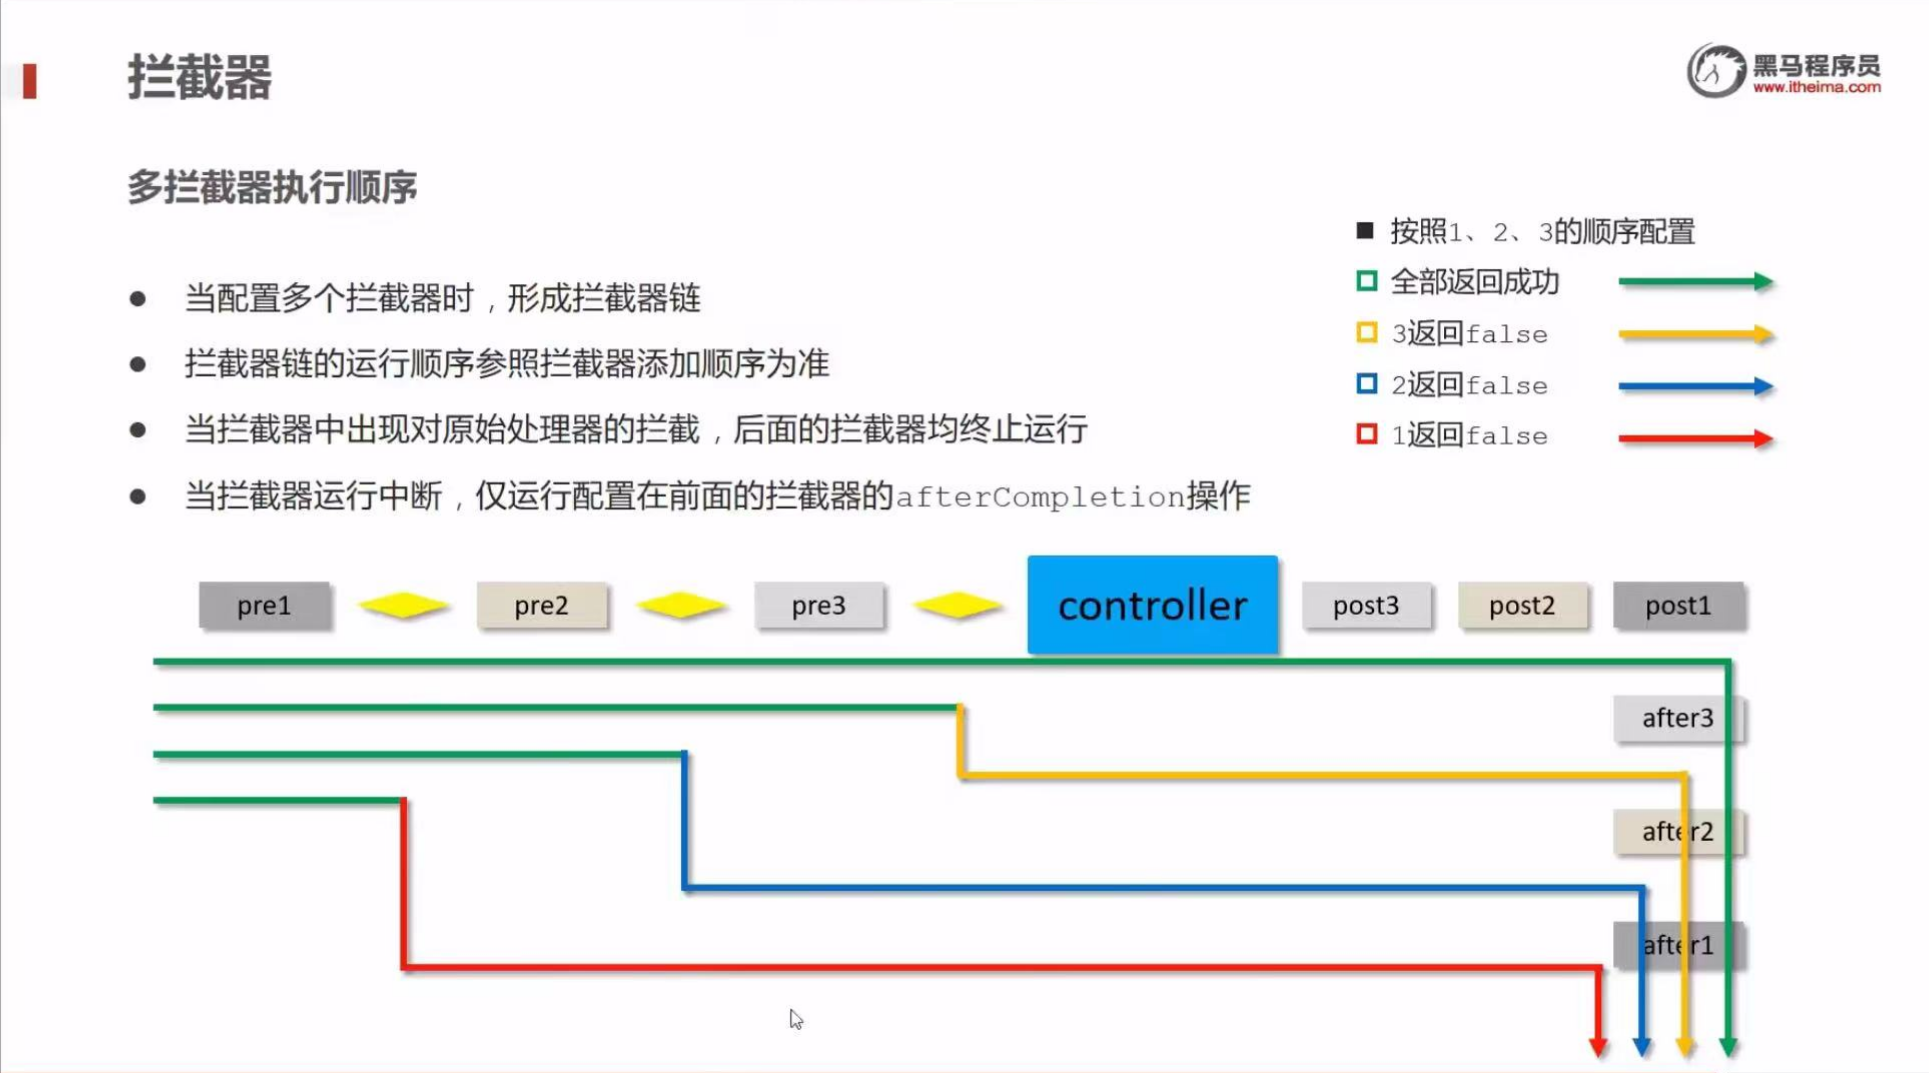 拦截器
黑马程序员
www.itheima.com
多拦截器执行顺序
当配置多个拦截器时，形成拦截器链
拦截器链的运行顺序参照拦截器添加顺序为准
当拦截器中出现对原始处理器的拦截，后面的拦截器均终止运行
当拦截器运行中断，仅运行配置在前面的拦截器的afterCompletion操作
按照1、2、3的顺序配置
全部返回成功
3返回false
2返回false
1返回false
pre1 pre2 pre3 controller post3 post2 post1
after3
after2
after1